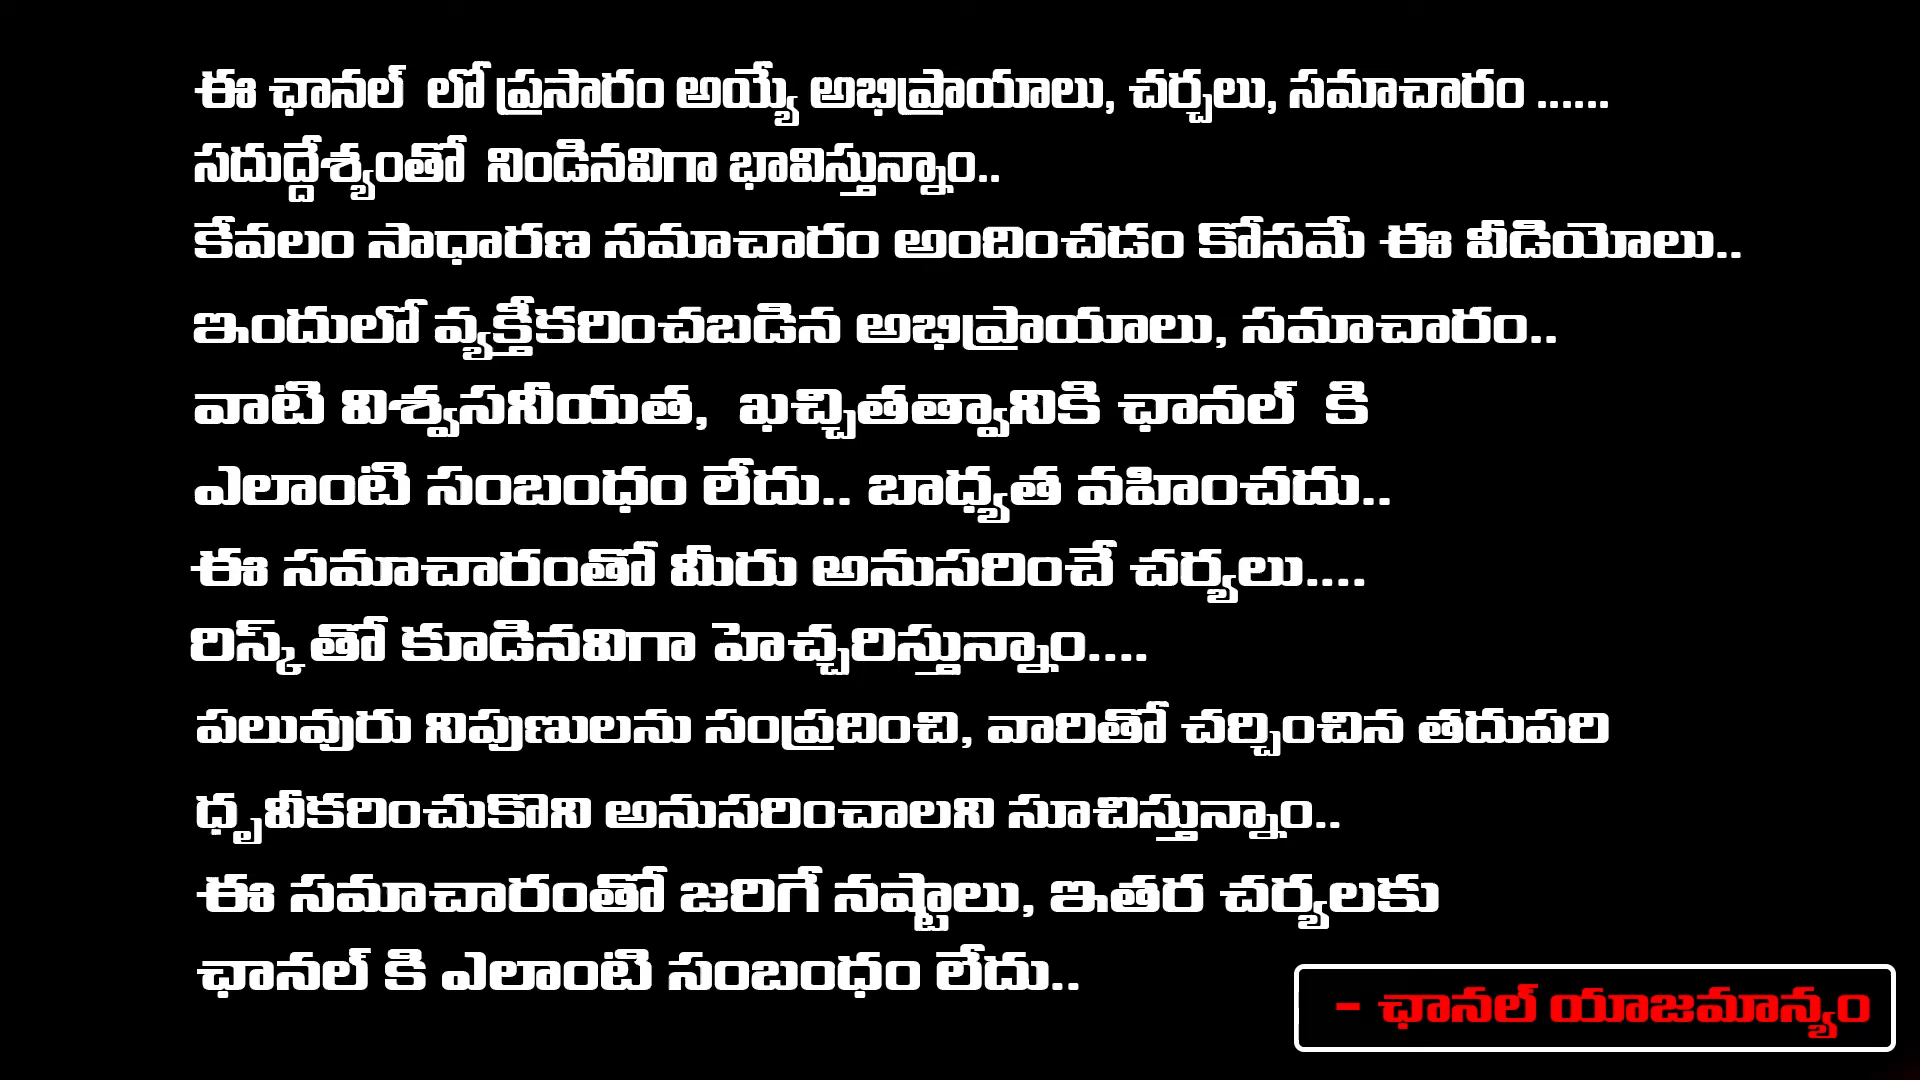 ఈ ఛానల్ లో ప్రసారం అయ్యే అభిప్రాయాలు, చర్చలు, సమాచారం ......
సదుద్దేశ్యంతో నిండినవిగా భావిస్తున్నాం..
కేవలం సాధారణ సమాచారం అందించడం కోసమే ఈ వీడియోలు..
ఇందులో వ్యక్తీకరించబడిన అభిప్రాయాలు, సమాచారం..
వాటి విశ్వసనీయత, ఖచ్చితత్వానికి ఛానల్ కి
ఎలాంటి సంబంధం లేదు.. బాధ్యత వహించదు..
ఈ సమాచారంతో మీరు అనుసరించే చర్యలు....
రిస్క్ తో కూడినవిగా హెచ్చరిస్తున్నాం....
పలువురు నిపుణులను సంప్రదించి, వారితో చర్చించిన తదుపరి
ధృవీకరించుకొని అనుసరించాలని సూచిస్తున్నాం..
ఈ సమాచారంతో జరిగే నష్టాలు, ఇతర చర్యలకు
ఛానల్ కి ఎలాంటి సంబంధం లేదు..
- ఛానల్ యాజమాన్యం